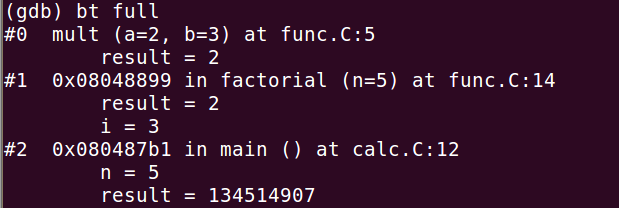 (gdb) bt full
#0  mult (a=2, b=3) at func.C:5
        result = 2
#1  0x08048899 in factorial (n=5) at func.C:14
        result = 2
        i = 3
#2  0x080487b1 in main () at calc.C:12
        n = 5
        result = 134514907